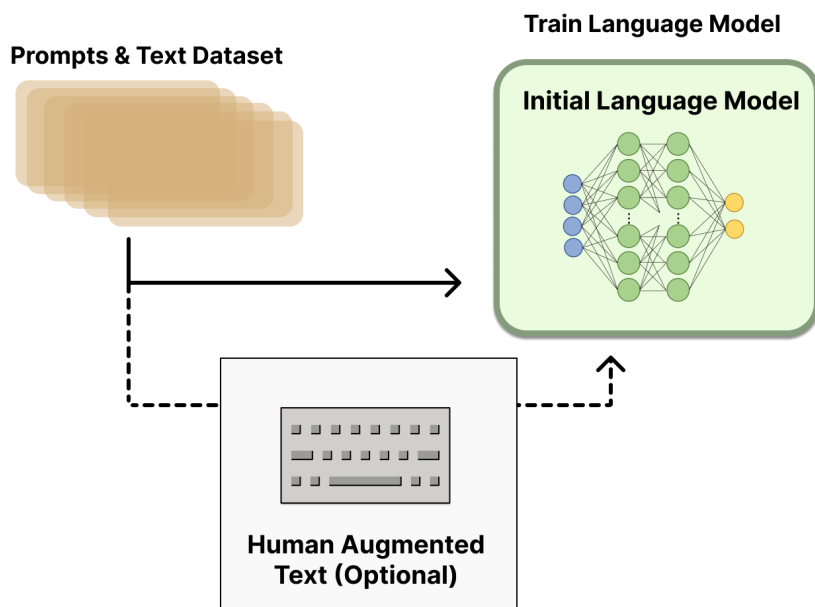 Train Language Model
Prompts & Text Dataset
Initial Language Model
Human Augmented
Text (Optional)